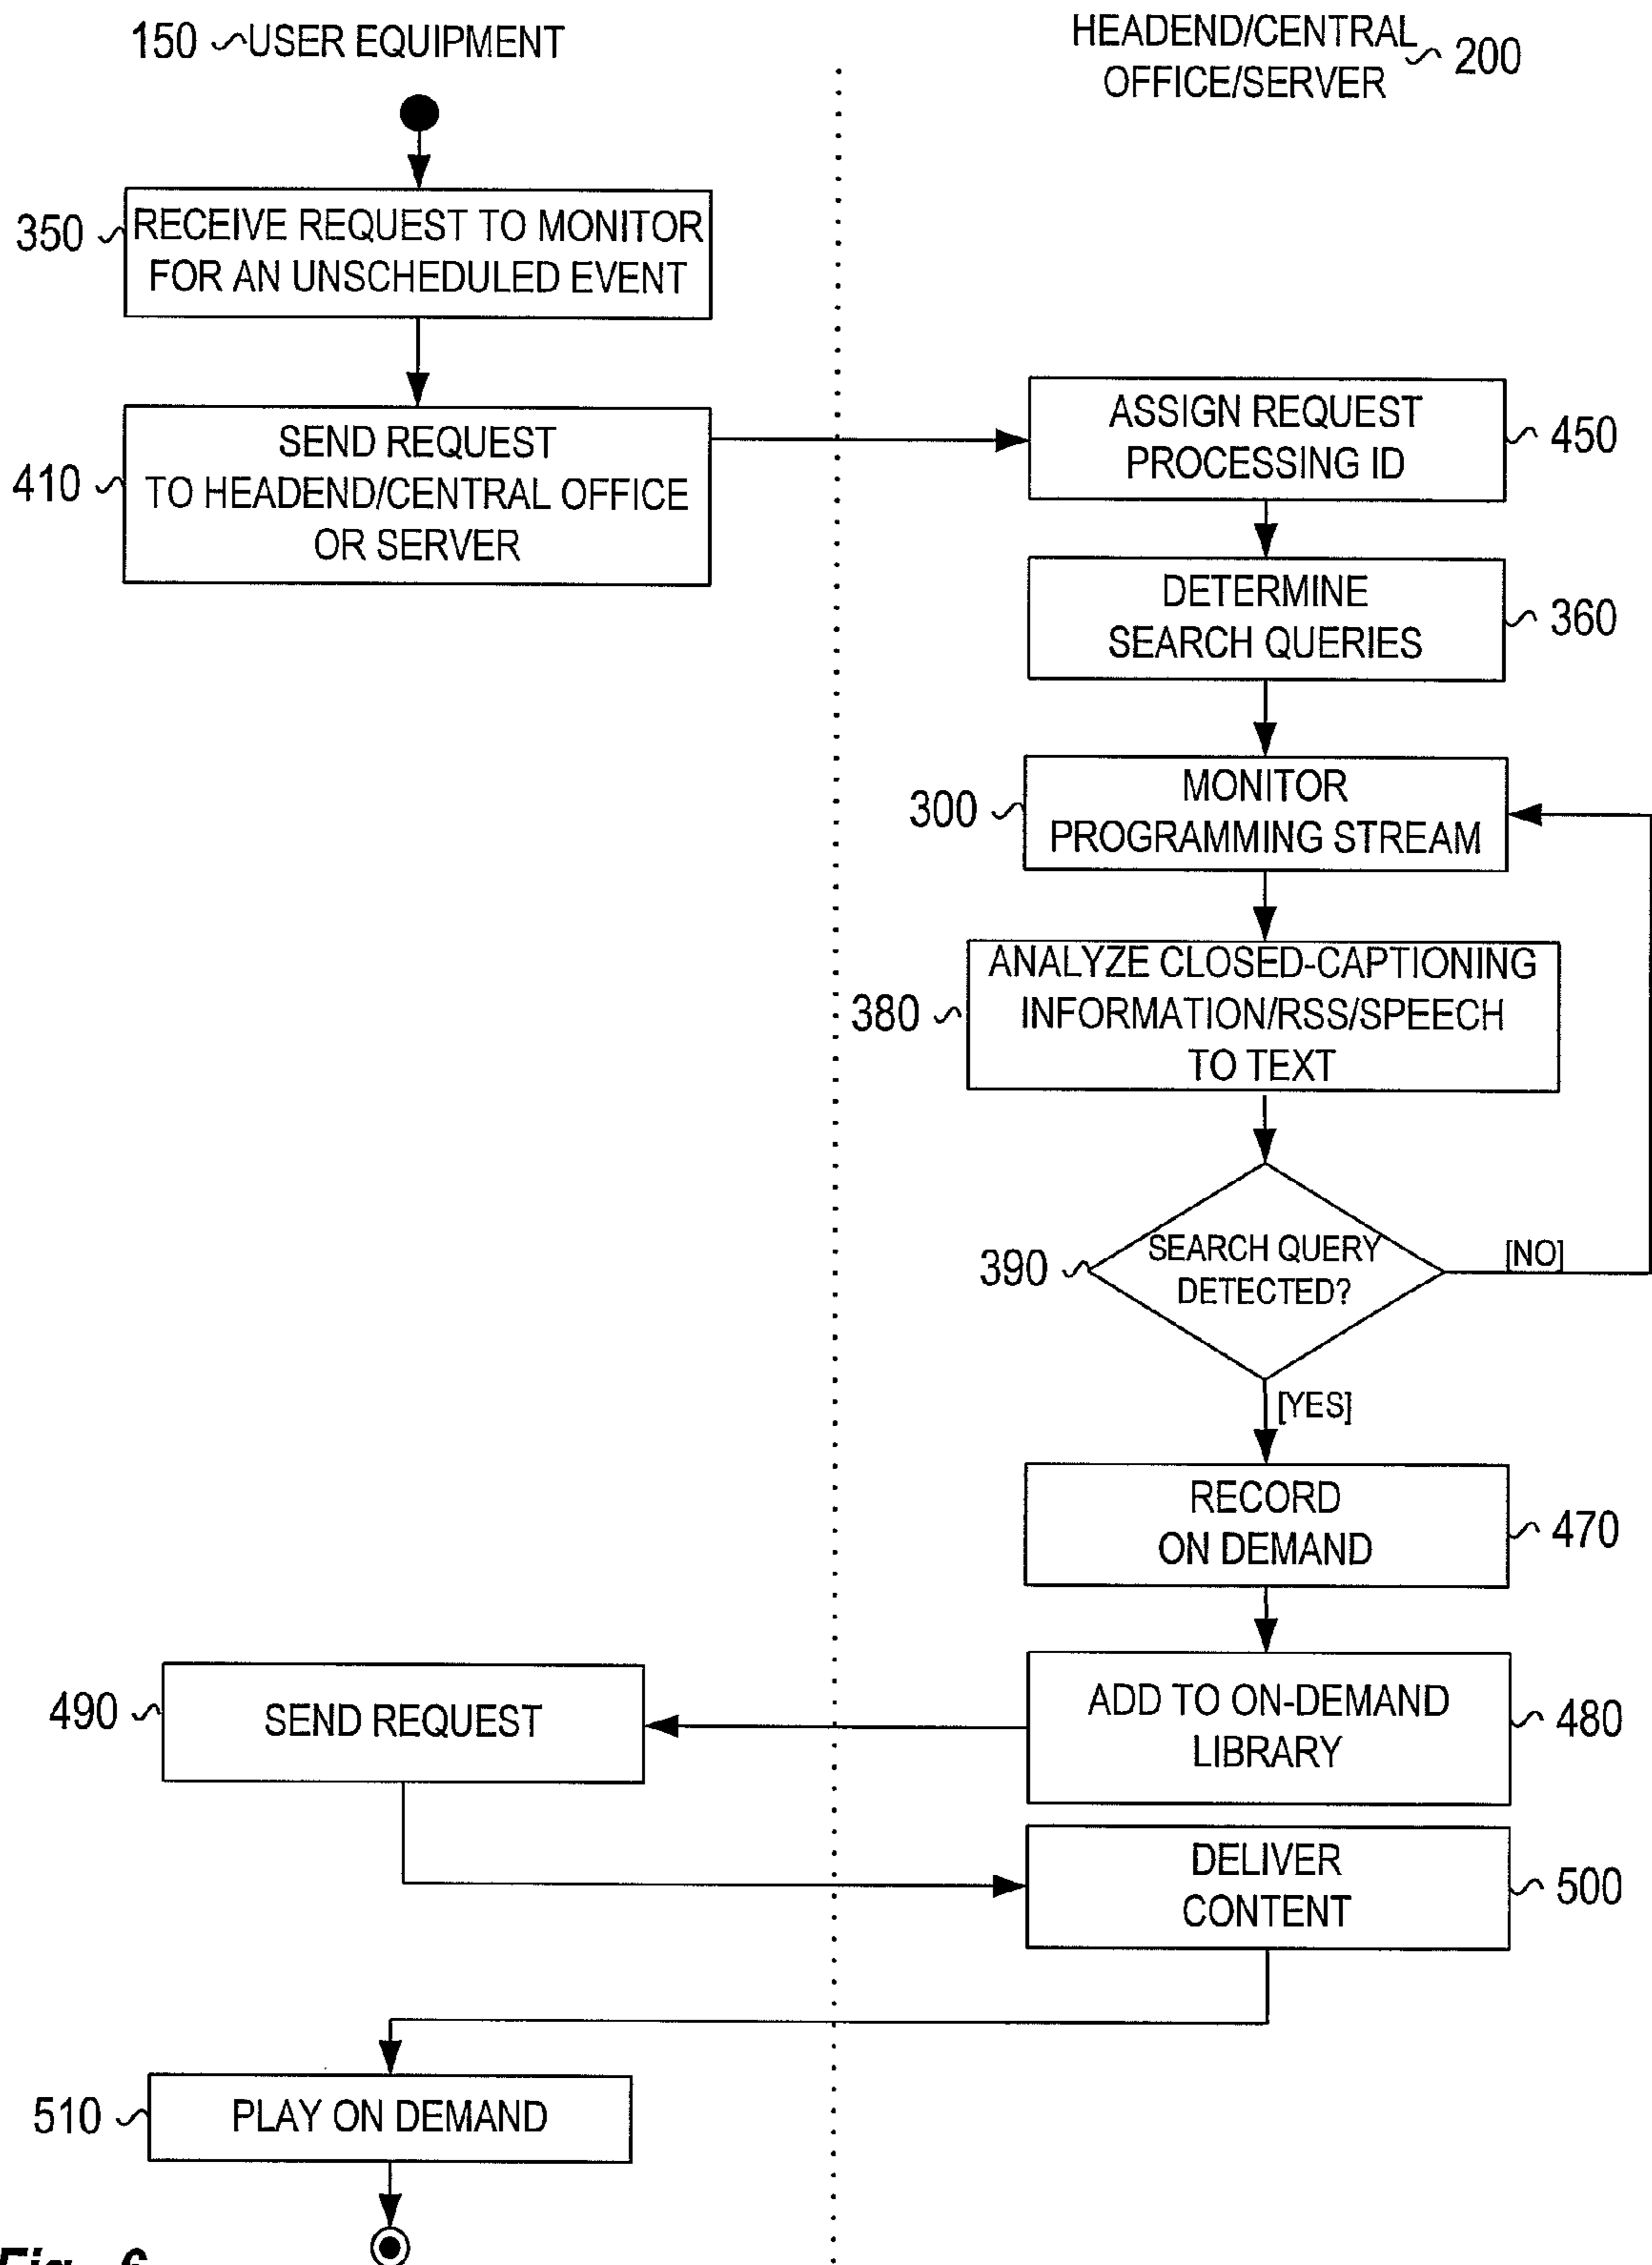 150 USER EQUIPMENT
HEADEND/CENTRAL
OFFICE/SERVER
200
350
RECEIVE REQUEST TO MONITOR
FOR AN UNSCHEDULED EVENT
410
SEND REQUEST
TO HEADEND/CENTRAL OFFICE
OR SERVER
ASSIGN REQUEST
PROCESSING ID
450
DETERMINE
SEARCH QUERIES
360
300
MONITOR
PROGRAMMING STREAM
380
ANALYZE CLOSED-CAPTIONING
INFORMATION/RSS/SPEECH
TO TEXT
390
SEARCH QUERY
DETECTED?
[NO]
[YES]
RECORD
ON DEMAND
470
490
SEND REQUEST
ADD TO ON-DEMAND
LIBRARY
480
DELIVER
CONTENT
500
510
PLAY ON DEMAND
Fig. 6